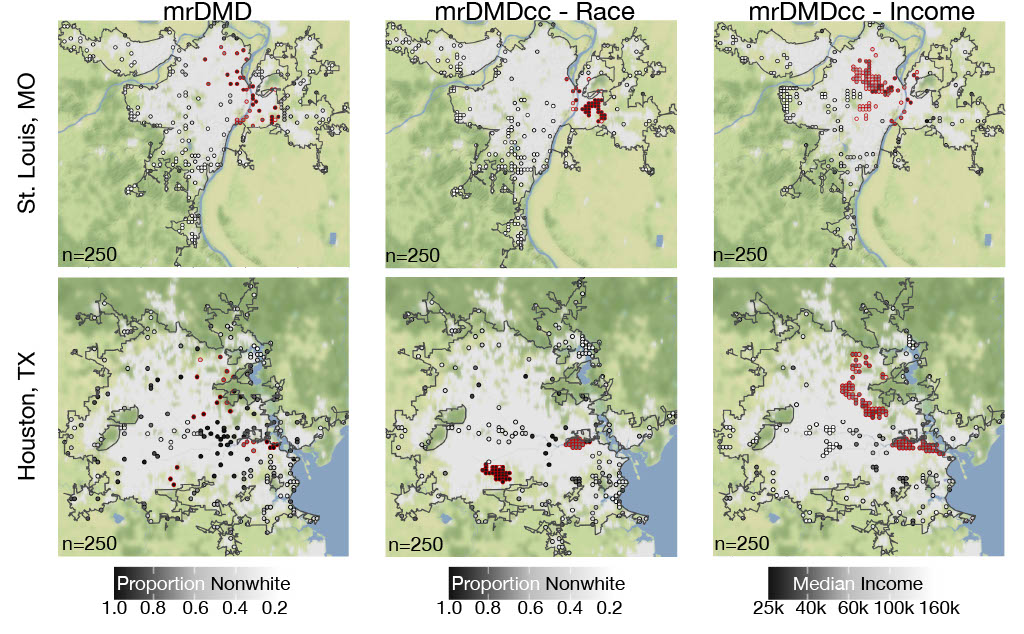 mrDMD mrDMDcc - Race mrDMDcc - Income
St. Louis, MO
n=250 n=250 n=250
Houston, TX
n=250 n=250 n=250
Proportion Nonwhite Proportion Nonwhite Median Income
1.0 0.8 0.6 0.4 0.2 1.0 0.8 0.6 0.4 0.2 25k 40k 60k 100k 160k